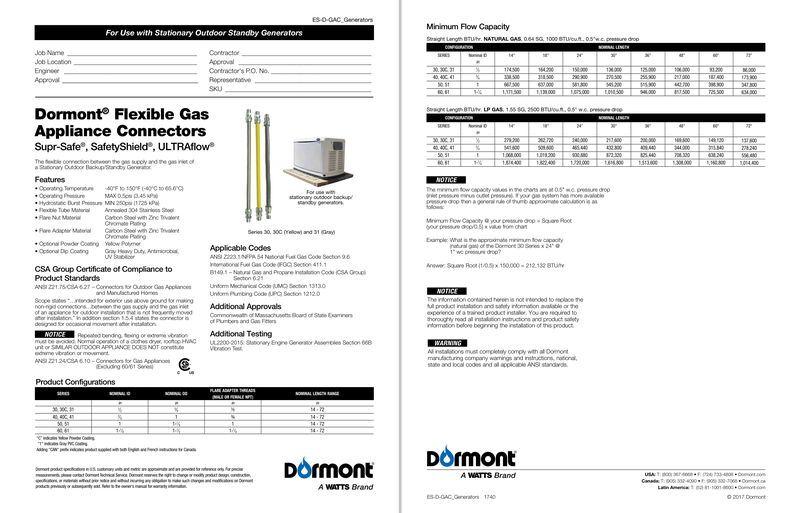 ES-D-GAC_Generators
For Use with Stationary Outdoor Standby Generators
Job Name
Job Location
Engineer
Approval
Contractor
Approval
Contractor's P.O. No.
Representative
SKU
Dormont® Flexible Gas
Appliance Connectors
Supr-Safe®, SafetyShield®, ULTRAflow®
The flexible connection between the gas supply and the gas inlet of
a Stationary Outdoor Backup/Standby Generator.
Features
• Operating Temperature -40°F to 150°F (-40°C to 65.6°C)
• Operating Pressure MAX 0.5psi (3.45 kPa)
• Hydrostatic Burst Pressure MIN 250psi (1725 kPa)
• Flexible Tube Material Annealed 304 Stainless Steel
• Flare Nut Material Carbon Steel with Zinc Trivalent
Chromate Plating
• Flare Adapter Material Carbon Steel with Zinc Trivalent
Chromate Plating
• Optional Powder Coating Yellow Polymer
• Optional Dip Coating Gray Heavy Duty, Antimicrobial,
UV Stabilizer
CSA Group Certificate of Compliance to
Product Standards
ANSI Z21.75/CSA 6.27 – Connectors for Outdoor Gas Appliances
and Manufactured Homes
Scope states "...intended for exterior use above ground for making
non-rigid connections...between the gas supply and the gas inlet
of an appliance for outdoor installation that is not frequently moved
after installation." In addition section 1.5.4 states the connector is
designed for occasional movement after installation.
NOTICE Repeated bending, flexing or extreme vibration
must be avoided. Normal operation of a clothes dryer, rooftop HVAC
unit or SIMILAR OUTDOOR APPLIANCE DOES NOT constitute
extreme vibration or movement.
ANSI Z21.24/CSA 6.10 – Connectors for Gas Appliances
(Excluding 60/61 Series)
C US
For use with
stationary outdoor backup/
standby generators.
Series 30, 30C (Yellow) and 31 (Gray)
Applicable Codes
ANSI Z223.1/NFPA 54 National Fuel Gas Code Section 9.6
International Fuel Gas Code (IFGC) Section 411.1
B149.1 – Natural Gas and Propane Installation Code (CSA Group)
Section 6.21
Uniform Mechanical Code (UMC) Section 1313.0
Uniform Plumbing Code (UPC) Section 1212.0
Additional Approvals
Commonwealth of Massachusetts Board of State Examiners
of Plumbers and Gas Fitters
Additional Testing
UL2200-2015: Stationary Engine Generator Assemblies Section 66B
Vibration Test.
Product Configurations
SERIES NOMINAL ID NOMINAL OD FLARE ADAPTER THREADS (MALE OR FEMALE NPT) NOMINAL LENGTH RANGE
in in in in
30, 30C, 31 ½ 14 - 72
40, 40C, 41 ¾ 1 ¾ 14 - 72
50, 51 1 1-¼ 1 14 - 72
60, 61 1-¼ 1-½ 1-¼ 14 - 72
"C" indicates Yellow Powder Coating.
"1" indicates Gray PVC Coating.
Adding "CAN" prefix indicates product supplied with both English and French instructions for Canada.
Dormont product specifications in U.S. customary units and metric are approximate and are provided for reference only. For precise
measurements, please contact Dormont Technical Service. Dormont reserves the right to change or modify product design, construction,
specifications, or materials without prior notice and without incurring any obligation to make such changes and modifications on Dormont
products previously or subsequently sold. Refer to the owner's manual for warranty information.
Dormont®
A WATTS Brand
Minimum Flow Capacity
Straight Length BTU/hr. NATURAL GAS, 0.64 SG, 1000 BTU/cu.ft., 0.5"w.c. pressure drop
CONFIGURATION NOMINAL LENGTH
SERIES Nominal ID 14" 18" 24" 30" 36" 48" 60" 72"
in
30, 30C, 31 ½ 174,500 164,200 150,000 136,000 125,000 106,000 93,200 86,000
40, 40C, 41 ¾ 338,500 318,500 290,900 270,500 255,900 217,000 187,400 173,900
50, 51 1 667,500 637,000 581,800 545,200 515,900 442,700 398,900 347,800
60, 61 1-¼ 1,171,500 1,139,000 1,075,000 1,010,500 946,000 817,500 725,500 634,000
Straight Length BTU/hr. LP GAS, 1.55 SG, 2500 BTU/cu.ft., 0.5" w.c. pressure drop
CONFIGURATION NOMINAL LENGTH
SERIES Nominal ID 14" 18" 24" 30" 36" 48" 60" 72"
in
30, 30C, 31 ½ 279,200 262,720 240,000 217,600 200,000 169,600 149,120 137,600
40, 40C, 41 ¾ 541,600 509,600 465,440 432,800 409,440 344,000 315,840 278,240
50, 51 1 1,068,000 1,019,200 930,880 872,320 825,440 708,320 638,240 556,480
60, 61 1-¼ 1,874,400 1,822,400 1,720,000 1,616,800 1,513,600 1,308,000 1,160,800 1,014,400
NOTICE
The minimum flow capacity values in the charts are at 0.5" w.c. pressure drop
(inlet pressure minus outlet pressure). If your gas system has more available
pressure drop then a general rule of thumb approximate calculation is as
follows:
Minimum Flow Capacity @ your pressure drop = Square Root
(your pressure drop/0.5) x value from chart
Example: What is the approximate minimum flow capacity
(natural gas) of the Dormont 30 Series x 24" @
1" wc pressure drop?
Answer: Square Root (1/0.5) x 150,000 = 212,132 BTU/hr
NOTICE
The information contained herein is not intended to replace the
full product installation and safety information available or the
experience of a trained product installer. You are required to
thoroughly read all installation instructions and product safety
information before beginning the installation of this product.
WARNING
All installations must completely comply with all Dormont
manufacturing company warnings and instructions, national,
state and local codes and all applicable ANSI standards.
Dormont®
A WATTS Brand
USA: T: (800) 367-6668 • F: (724) 733-4808 • Dormont.com
Canada: T: (905) 332-4090 • F: (905) 332-7068 • Dormont.ca
Latin America: T: (52) 81-1001-8600 • Dormont.com
ES-D-GAC_Generators 1740
© 2017 Dormont